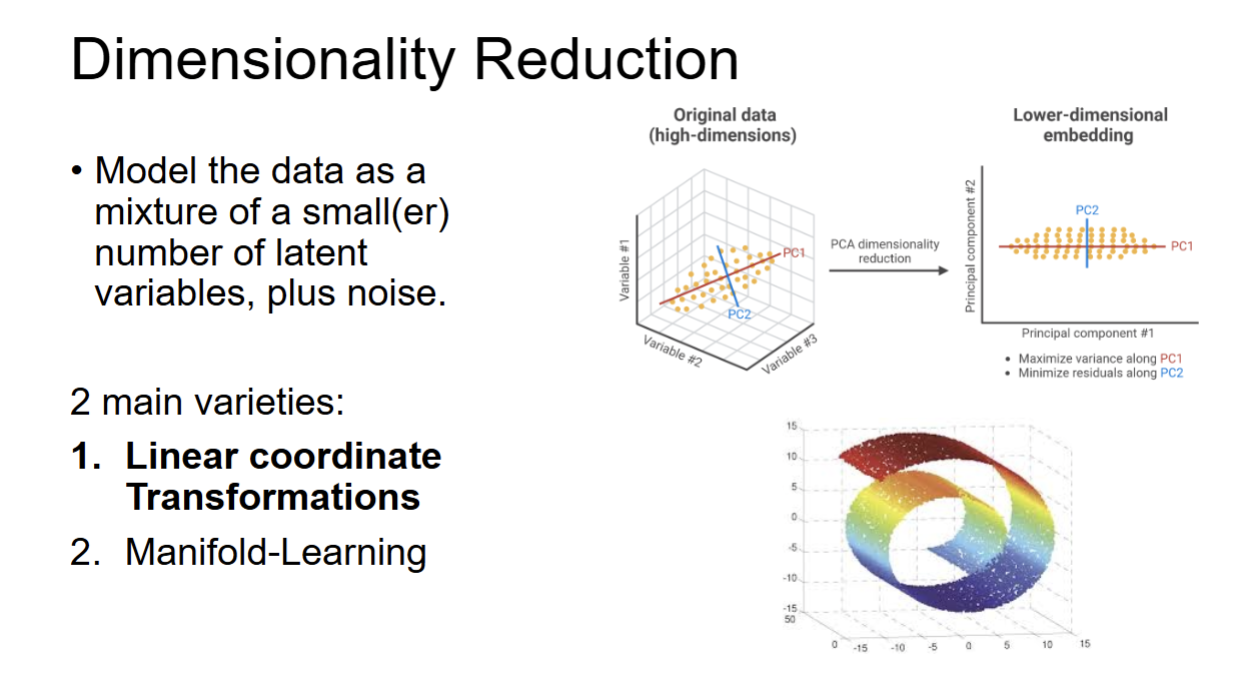 Dimensionality Reduction
• Model the data as a
mixture of a small(er)
number of latent
variables, plus noise.
2 main varieties:
1. Linear coordinate
Transformations
2. Manifold-Learning
Original data
(high-dimensions)
Variable #1
Variable #2
Variable #3
PC1
PC2
PCA dimensionality
reduction
Lower-dimensional
embedding
Principal component #2
PC2
PC1
Principal component #1
• Maximize variance along PC1
• Minimize residuals along PC2
15
10
5
0
-5
-10
-15
50
0
-15
-10
-5
0
5
10
15